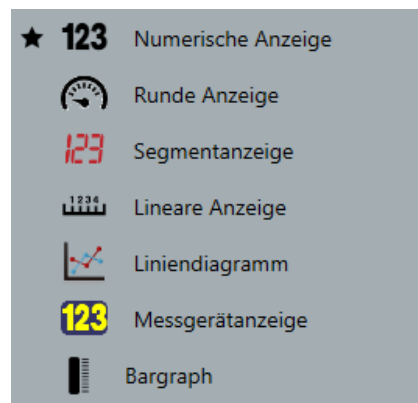 123 Numerische Anzeige
Runde Anzeige
123 Segmentanzeige
1234 Lineare Anzeige
Liniendiagramm
123 Messgerätanzeige
Bargraph